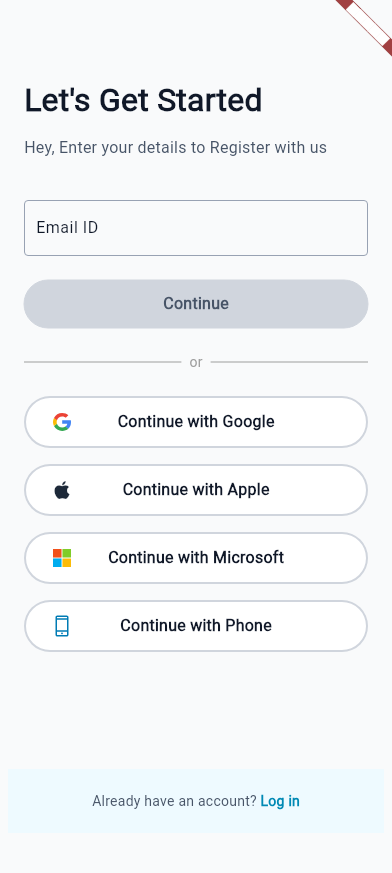 Let's Get Started
Hey, Enter your details to Register with us
Email ID
Continue
or
Continue with Google
Continue with Apple
Continue with Microsoft
Continue with Phone
Already have an account? Log in